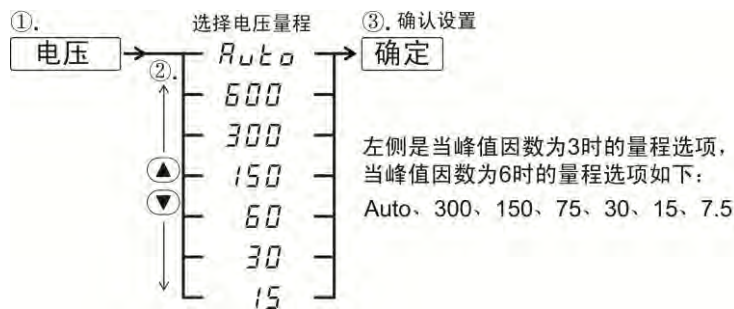 ①.
电压
选择电压量程
②.
Auto
600
300
150
60
30
15
③. 确认设置
确定
左侧是当峰值因数为3时的量程选项，
当峰值因数为6时的量程选项如下：
Auto、300、150、75、30、15、7.5